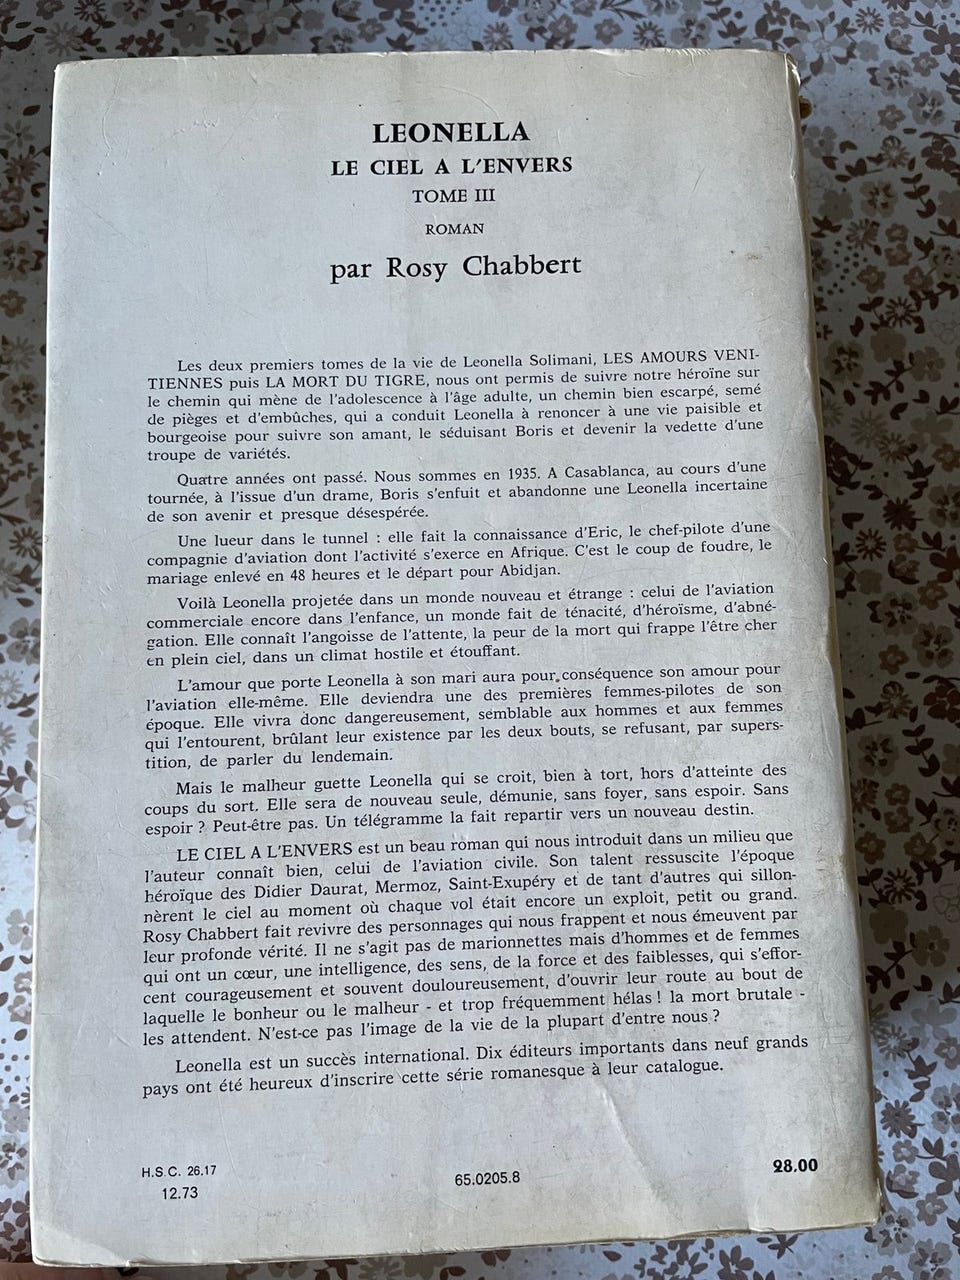 LEONELLA
LE CIEL A L'ENVERS
TOME III
ROMAN
par Rosy Chabbert
Les deux premiers tomes de la vie de Leonella Solimani, LES AMOURS VENI-
TIENNES puis LA MORT DU TIGRE, nous ont permis de suivre notre héroïne sur
le chemin qui mène de l'adolescence à l'âge adulte, un chemin bien escarpé, semé
de pièges et d'embûches, qui a conduit Leonella à renoncer à une vie paisible et
bourgeoise pour suivre son amant, le séduisant Boris et devenir la vedette d'une
troupe de variétés.
Quatre années ont passé. Nous sommes en 1935. A Casablanca, au cours d'une
tournée, à l'issue d'un drame, Boris s'enfuit et abandonne une Leonella incertaine
de son avenir et presque désespérée.
Une lueur dans le tunnel : elle fait la connaissance d'Eric, le chef-pilote d'une
compagnie d'aviation dont l'activité s'exerce en Afrique. C'est le coup de foudre, le
mariage enlevé en 48 heures et le départ pour Abidjan.
Voilà Leonella projetée dans un monde nouveau et étrange : celui de l'aviation
commerciale encore dans l'enfance, un monde fait de ténacité, d'héroïsme, d'abné-
gation. Elle connaît l'angoisse de l'attente, la peur de la mort qui frappe l'être cher
en plein ciel, dans un climat hostile et étouffant.
L'amour que porte Leonella à son mari aura pour conséquence son amour pour
l'aviation elle-même. Elle deviendra une des premières femmes-pilotes de son
époque. Elle vivra donc dangereusement, semblable aux hommes et aux femmes
qui l'entourent, brûlant leur existence par les deux bouts, se refusant, par supers-
tition, de parler du lendemain.
Mais le malheur guette Leonella qui se croit, bien à tort, hors d'atteinte des
coups du sort. Elle sera de nouveau seule, démunie, sans foyer, sans espoir. Sans
espoir ? Peut-être pas. Un télégramme la fait repartir vers un nouveau destin.
LE CIEL A L'ENVERS est un beau roman qui nous introduit dans un milieu que
l'auteur connaît bien, celui de l'aviation civile. Son talent ressuscite l'époque
héroïque des Didier Daurat, Mermoz, Saint-Exupéry et de tant d'autres qui sillon-
nèrent le ciel au moment où chaque vol était encore un exploit, petit ou grand.
Rosy Chabbert fait revivre des personnages qui nous frappent et nous émeuvent par
leur profonde vérité. Il ne s'agit pas de marionnettes mais d'hommes et de femmes
qui ont un cœur, une intelligence, des sens, de la force et des faiblesses, qui s'effor-
cent courageusement et souvent douloureusement, d'ouvrir leur route au bout de
laquelle le bonheur ou le malheur - et trop fréquemment hélas ! la mort brutale -
les attendent. N'est-ce pas l'image de la vie de la plupart d'entre nous ?
Leonella est un succès international. Dix éditeurs importants dans neuf grands
pays ont été heureux d'inscrire cette série romanesque à leur catalogue.
H.S.C. 26.17
12.73
65.0205.8
28.00